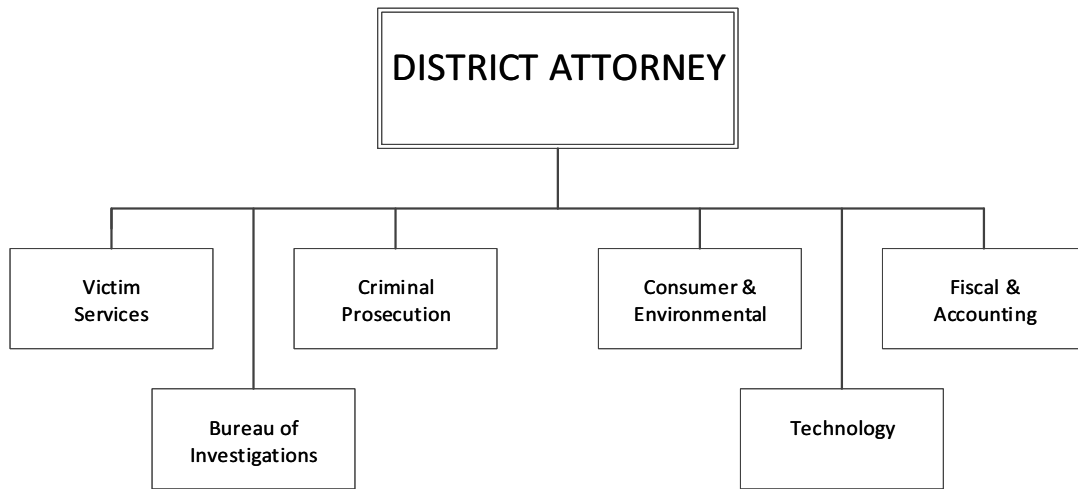 DISTRICT ATTORNEY
Victim
Services
Criminal
Prosecution
Consumer &
Environmental
Fiscal &
Accounting
Bureau of
Investigations
Technology